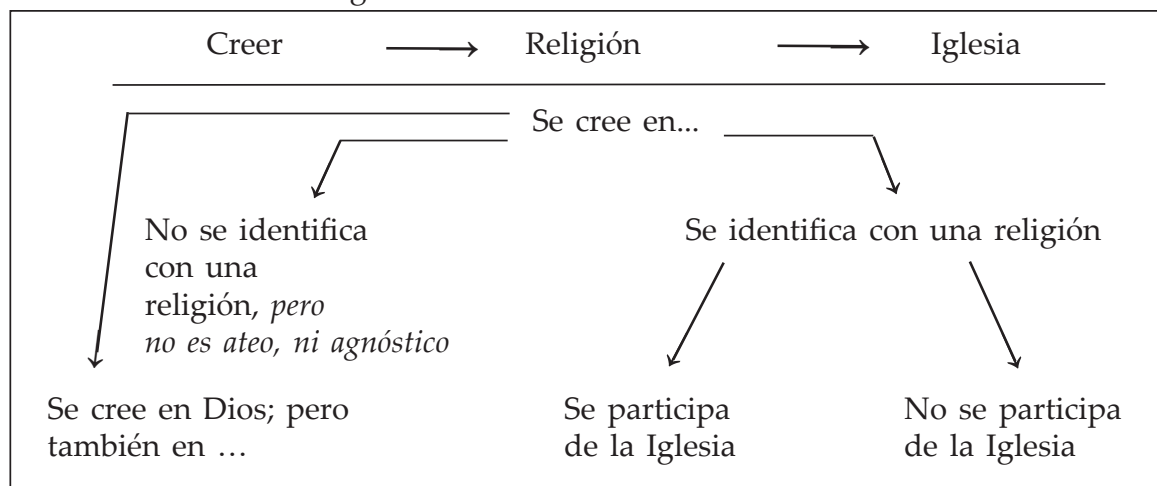 Creer Religión Iglesia
Se cree en...
No se identifica
con una
religión, pero
no es ateo, ni agnóstico
Se identifica con una religión
Se cree en Dios; pero
también en …
Se participa
de la Iglesia
No se participa
de la Iglesia